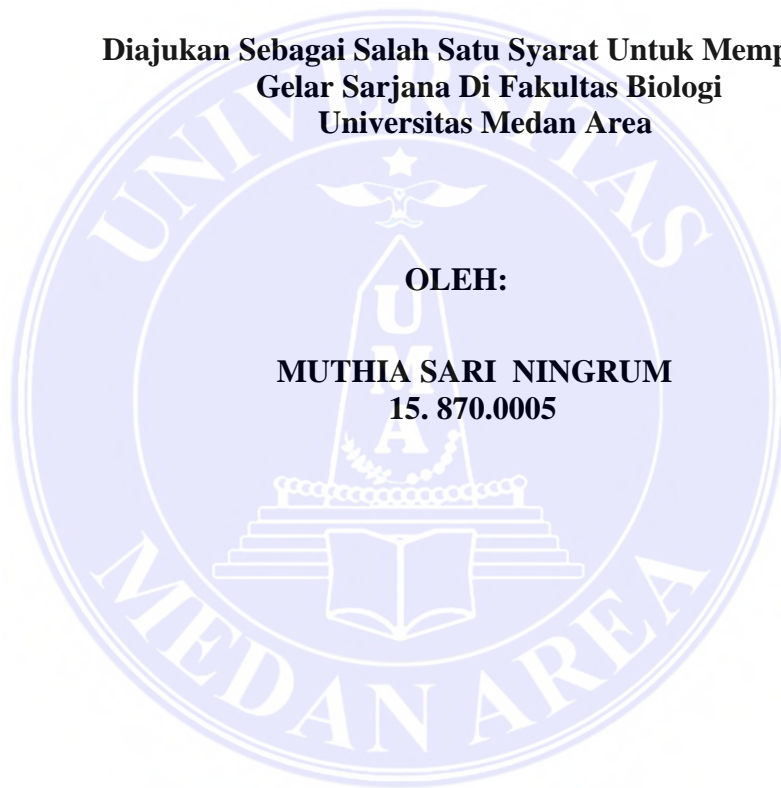 Diajukan Sebagai Salah Satu Syarat Untuk
Gelar Sarjana Di Fakultas Biologi
Universitas Medan Area
OLEH:
MUTHIA SARI NINGRUM
15. 870.0005
UNIVERSITAS
UMA
MEDAN AREA